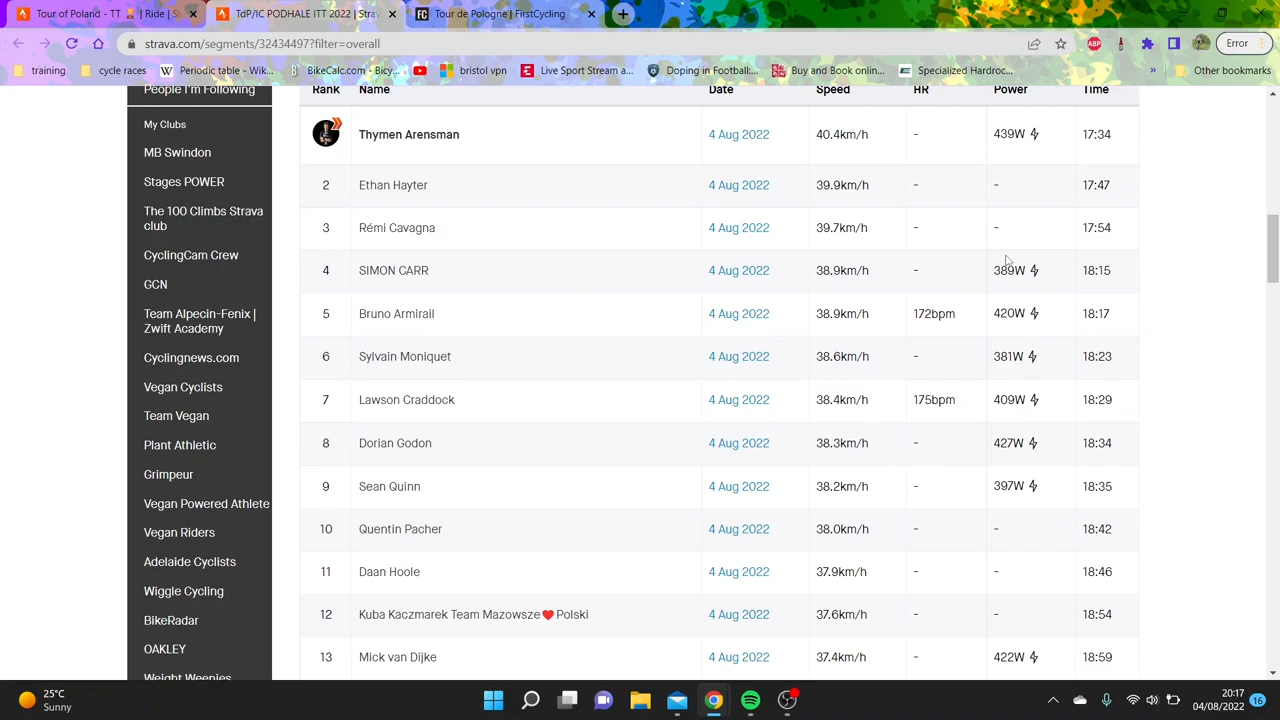 Tour of Poland - TT | Ride | Str
TdP/IC PODHALE ITT 2022 | Stra
Tour de Pologne | FirstCycling
strava.com/segments/32434497?filter=overall
ABP
Error
training
cycle races
Periodic table - Wik...
BikeCalc.com - Bicy...
bristol vpn
Live Sport Stream a...
Doping in Football:...
Buy and Book onlin...
Specialized Hardroc...
»
Other bookmarks
People I'm Following
My Clubs
MB Swindon
Stages POWER
The 100 Climbs Strava
club
CyclingCam Crew
GCN
Team Alpecin-Fenix |
Zwift Academy
Cyclingnews.com
Vegan Cyclists
Team Vegan
Plant Athletic
Grimpeur
Vegan Powered Athlete
Vegan Riders
Adelaide Cyclists
Wiggle Cycling
BikeRadar
OAKLEY
Weight Weenies
Rank Name Date Speed HR Power Time
Thymen Arensman 4 Aug 2022 40.4km/h - 439W 17:34
2 Ethan Hayter 4 Aug 2022 39.9km/h - - 17:47
3 Rémi Cavagna 4 Aug 2022 39.7km/h - - 17:54
4 SIMON CARR 4 Aug 2022 38.9km/h - 389W 18:15
5 Bruno Armirail 4 Aug 2022 38.9km/h 172bpm 420W 18:17
6 Sylvain Moniquet 4 Aug 2022 38.6km/h - 381W 18:23
7 Lawson Craddock 4 Aug 2022 38.4km/h 175bpm 409W 18:29
8 Dorian Godon 4 Aug 2022 38.3km/h - 427W 18:34
9 Sean Quinn 4 Aug 2022 38.2km/h - 397W 18:35
10 Quentin Pacher 4 Aug 2022 38.0km/h - - 18:42
11 Daan Hoole 4 Aug 2022 37.9km/h - - 18:46
12 Kuba Kaczmarek Team Mazowsze❤️Polski 4 Aug 2022 37.6km/h - - 18:54
13 Mick van Dijke 4 Aug 2022 37.4km/h - 422W 18:59
25°C
Sunny
20:17
04/08/2022
16